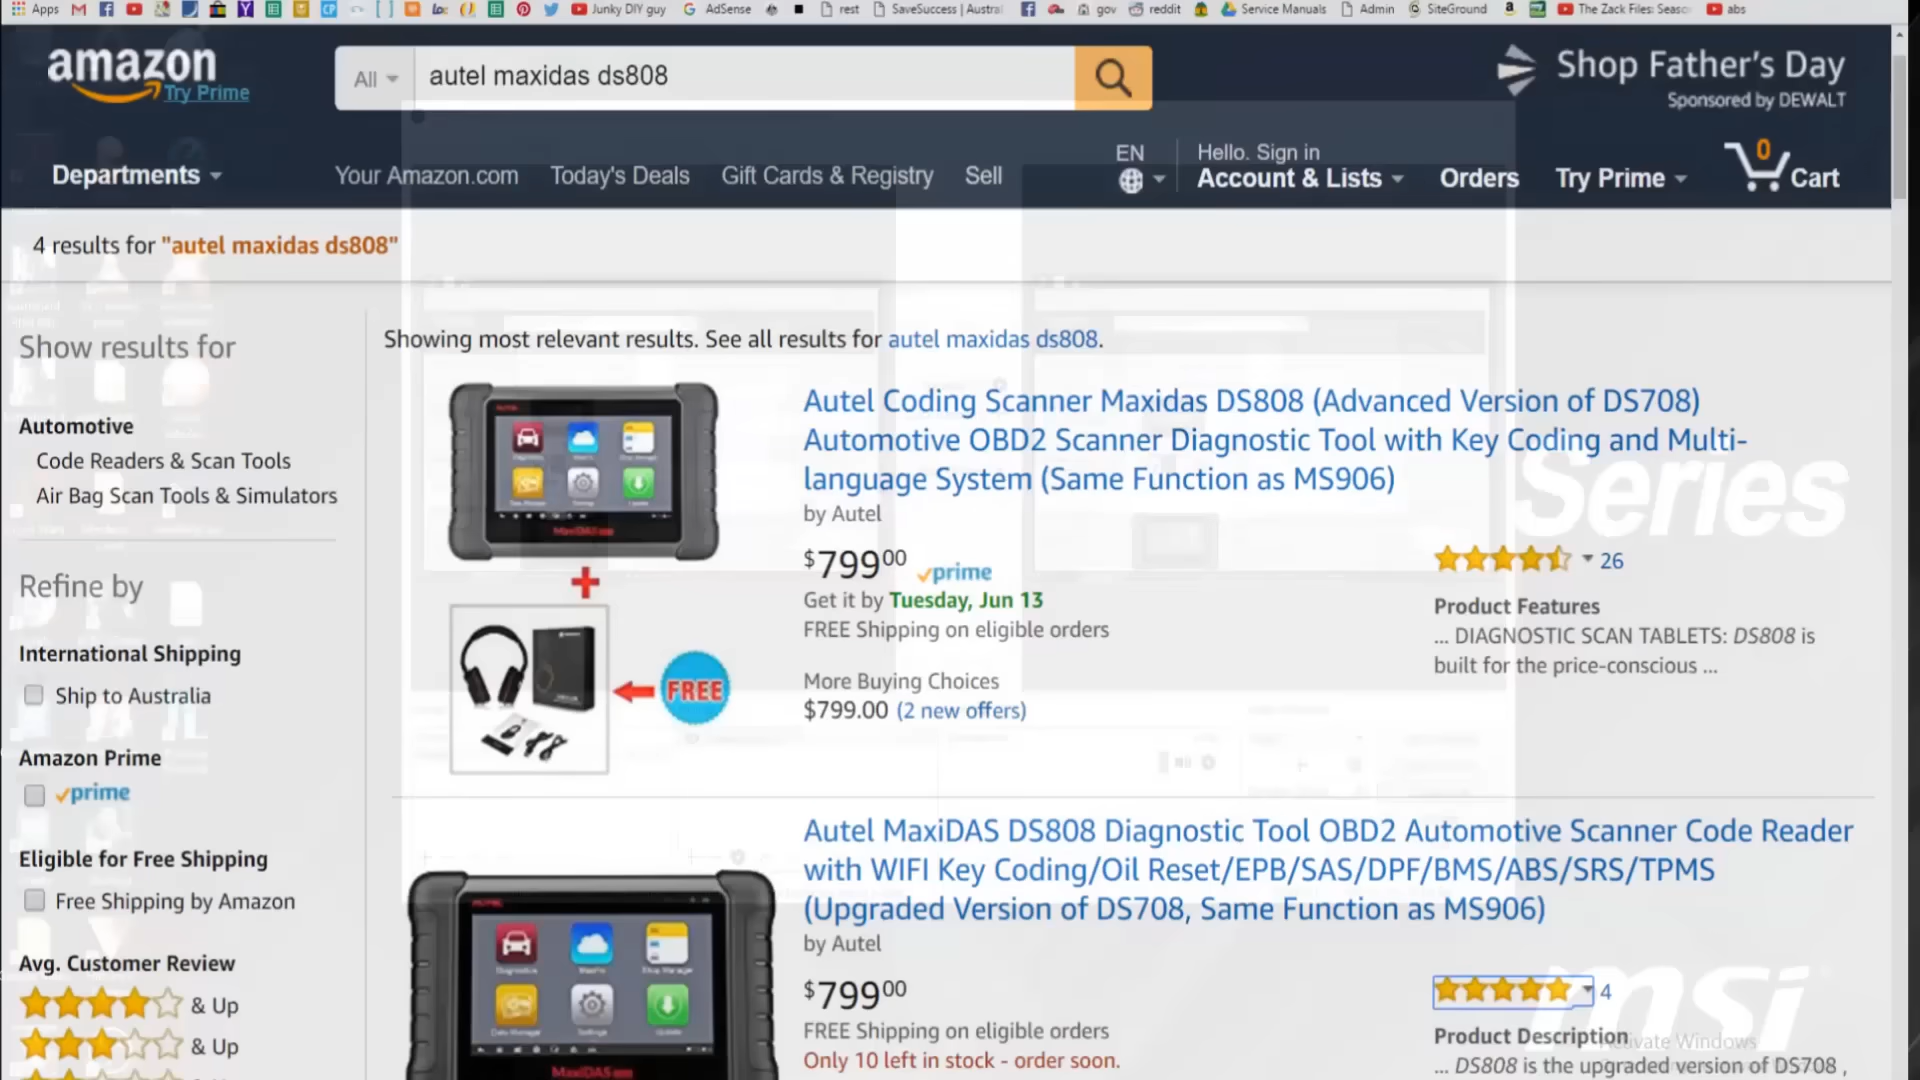 Apps
Junky DIY guy
AdSense
rest
SaveSuccess | Austral
gov
reddit
Service Manuals
Admin
SiteGround
The Zack Files: Seaso
abs
amazon
Try Prime
All
autel maxidas ds808
Shop Father's Day
Sponsored by DEWALT
Departments
Your Amazon.com
Today's Deals
Gift Cards & Registry
Sell
EN
Hello. Sign in
Account & Lists
Orders
Try Prime
0
Cart
4 results for "autel maxidas ds808"
Show results for
Automotive
Code Readers & Scan Tools
Air Bag Scan Tools & Simulators
Refine by
International Shipping
Ship to Australia
Amazon Prime
prime
Eligible for Free Shipping
Free Shipping by Amazon
Avg. Customer Review
& Up
& Up
Showing most relevant results. See all results for autel maxidas ds808.
FREE
Autel Coding Scanner Maxidas DS808 (Advanced Version of DS708)
Automotive OBD2 Scanner Diagnostic Tool with Key Coding and Multi-
language System (Same Function as MS906)
by Autel
$79900
prime
Get it by Tuesday, Jun 13
FREE Shipping on eligible orders
More Buying Choices
$799.00 (2 new offers)
Series
26
Product Features
... DIAGNOSTIC SCAN TABLETS: DS808 is
built for the price-conscious ...
Autel MaxiDAS DS808 Diagnostic Tool OBD2 Automotive Scanner Code Reader
with WIFI Key Coding/Oil Reset/EPB/SAS/DPF/BMS/ABS/SRS/TPMS
(Upgraded Version of DS708, Same Function as MS906)
by Autel
$79900
FREE Shipping on eligible orders
Only 10 left in stock - order soon.
msi
4
Product Description
Activate Windows
... DS808 is the upgraded version of DS708 ,